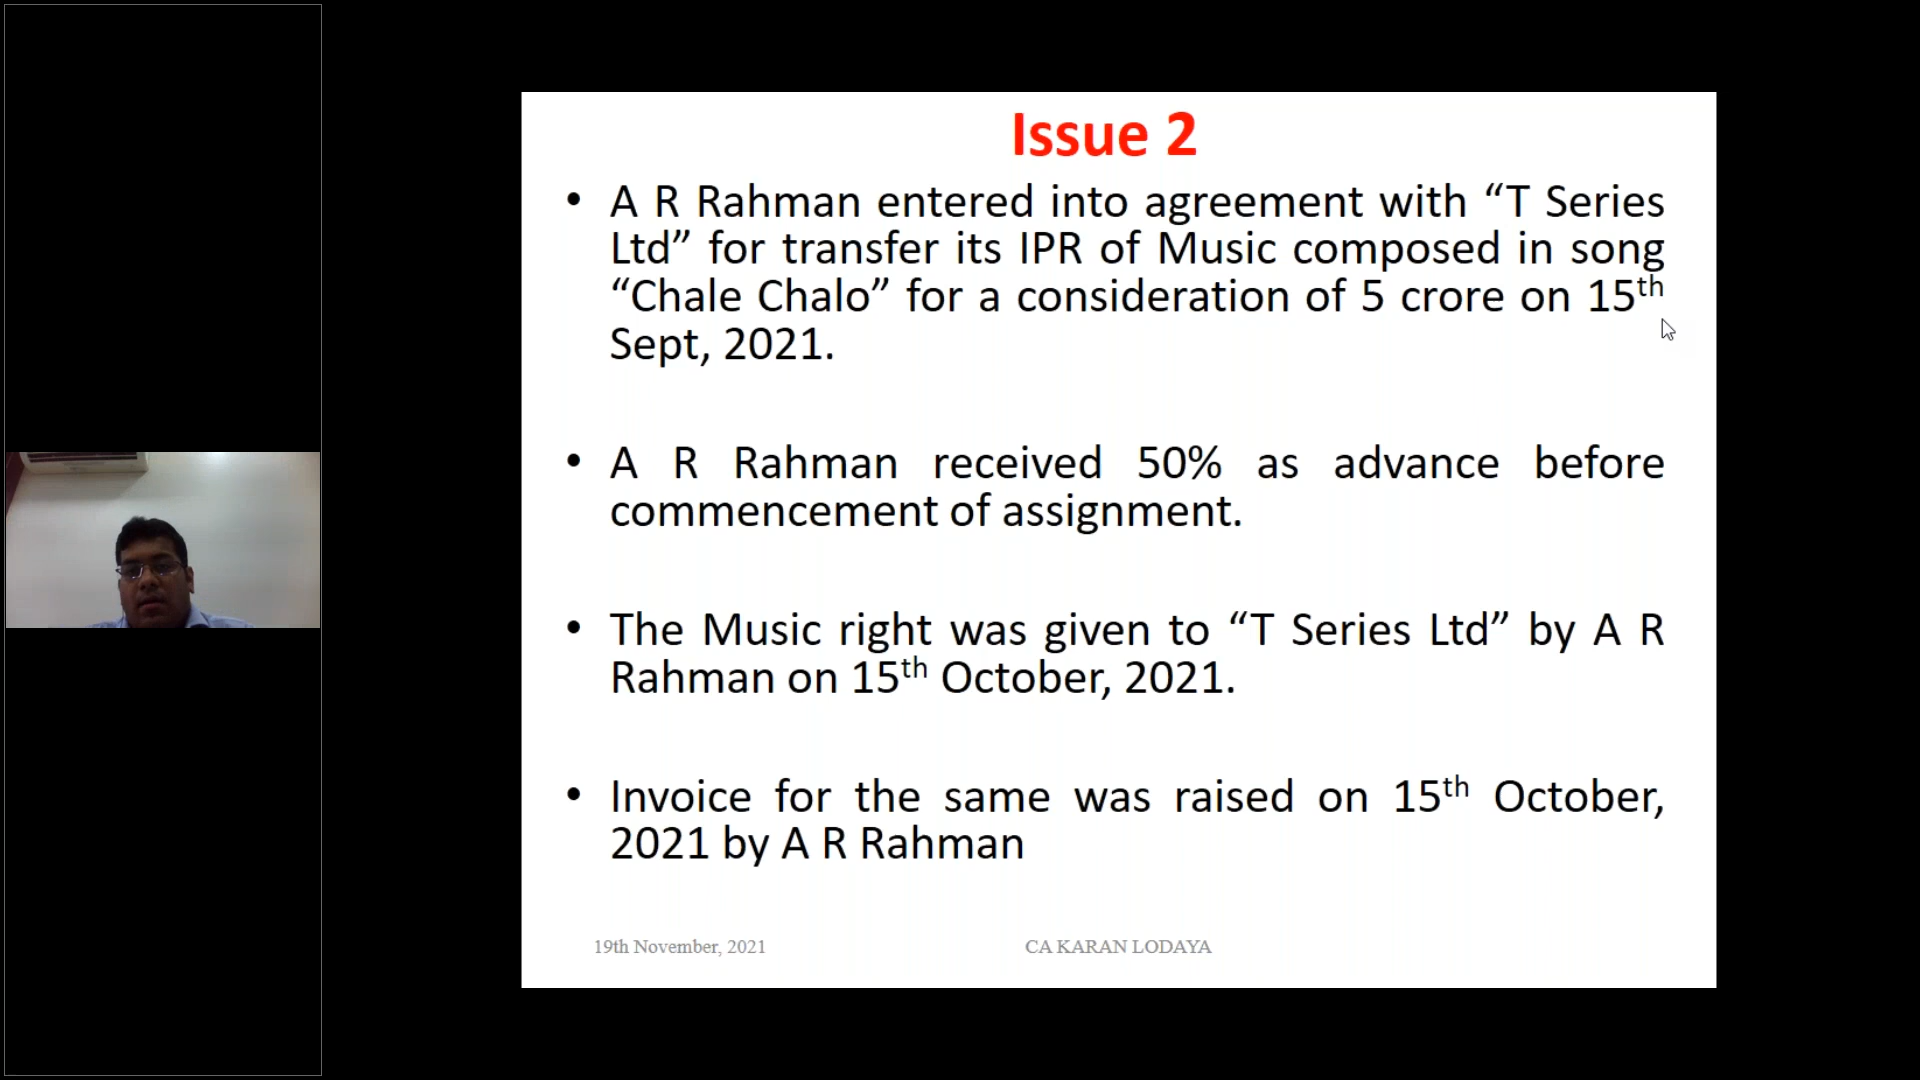 Issue 2
• A R Rahman entered into agreement with “T Series
Ltd” for transfer its IPR of Music composed in song
“Chale Chalo” for a consideration of 5 crore on 15th
Sept, 2021.
• A R Rahman received 50% as advance before
commencement of assignment.
• The Music right was given to “T Series Ltd” by A R
Rahman on 15th October, 2021.
• Invoice for the same was raised on 15th October,
2021 by A R Rahman
19th November, 2021
CA KARAN LODAYA